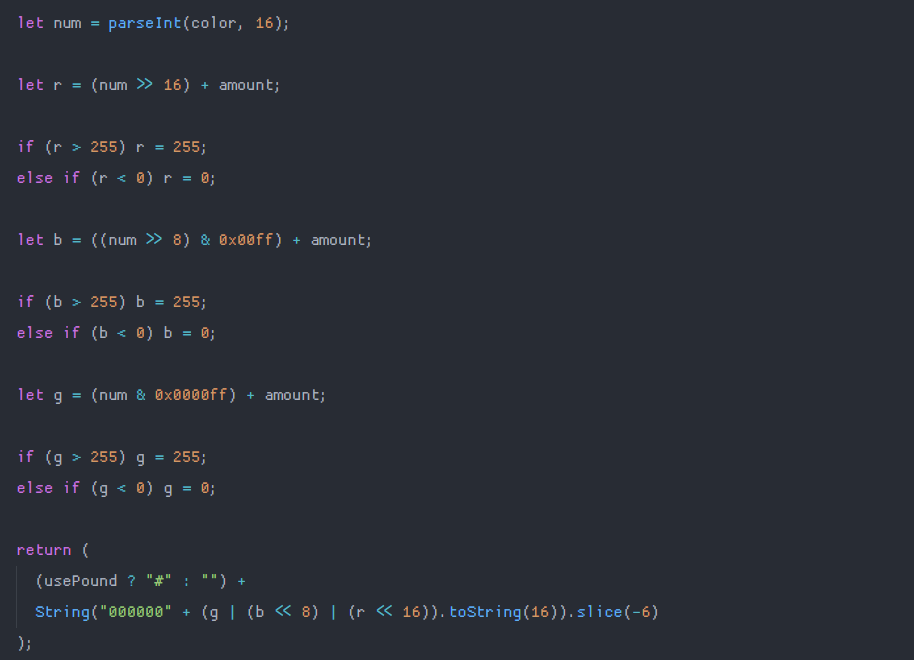 let num = parseInt(color, 16);
let r = (num >> 16) + amount;
if (r > 255) r = 255;
else if (r < 0) r = 0;
let b = ((num >> 8) & 0x00ff) + amount;
if (b > 255) b = 255;
else if (b < 0) b = 0;
let g = (num & 0x0000ff) + amount;
if (g > 255) g = 255;
else if (g < 0) g = 0;
return (
(usePound ? "#" : "") +
String("000000" + (g | (b << 8) | (r << 16)).toString(16)).slice(-6)
);